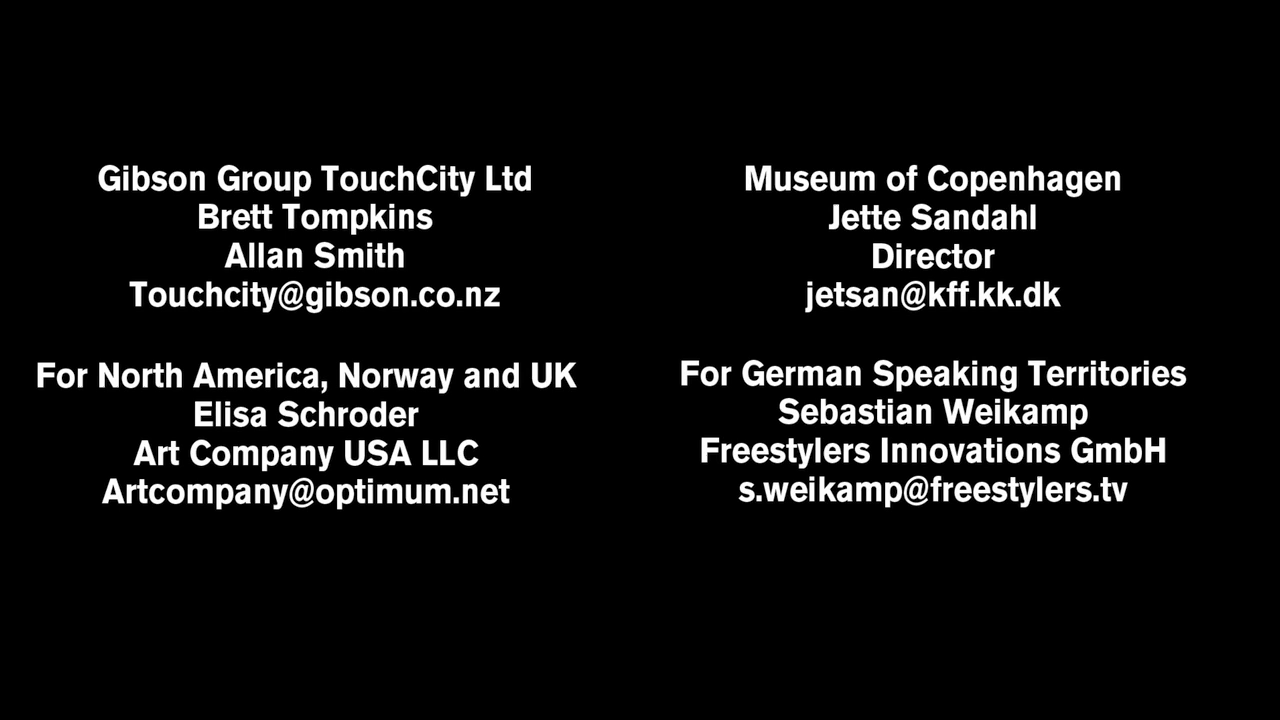 Gibson Group TouchCity Ltd
Brett Tompkins
Allan Smith
Touchcity@gibson.co.nz
For North America, Norway and UK
Elisa Schroder
Art Company USA LLC
Artcompany@optimum.net
Museum of Copenhagen
Jette Sandahl
Director
jetsan@kff.kk.dk
For German Speaking Territories
Sebastian Weikamp
Freestylers Innovations GmbH
s.weikamp@freestylers.tv